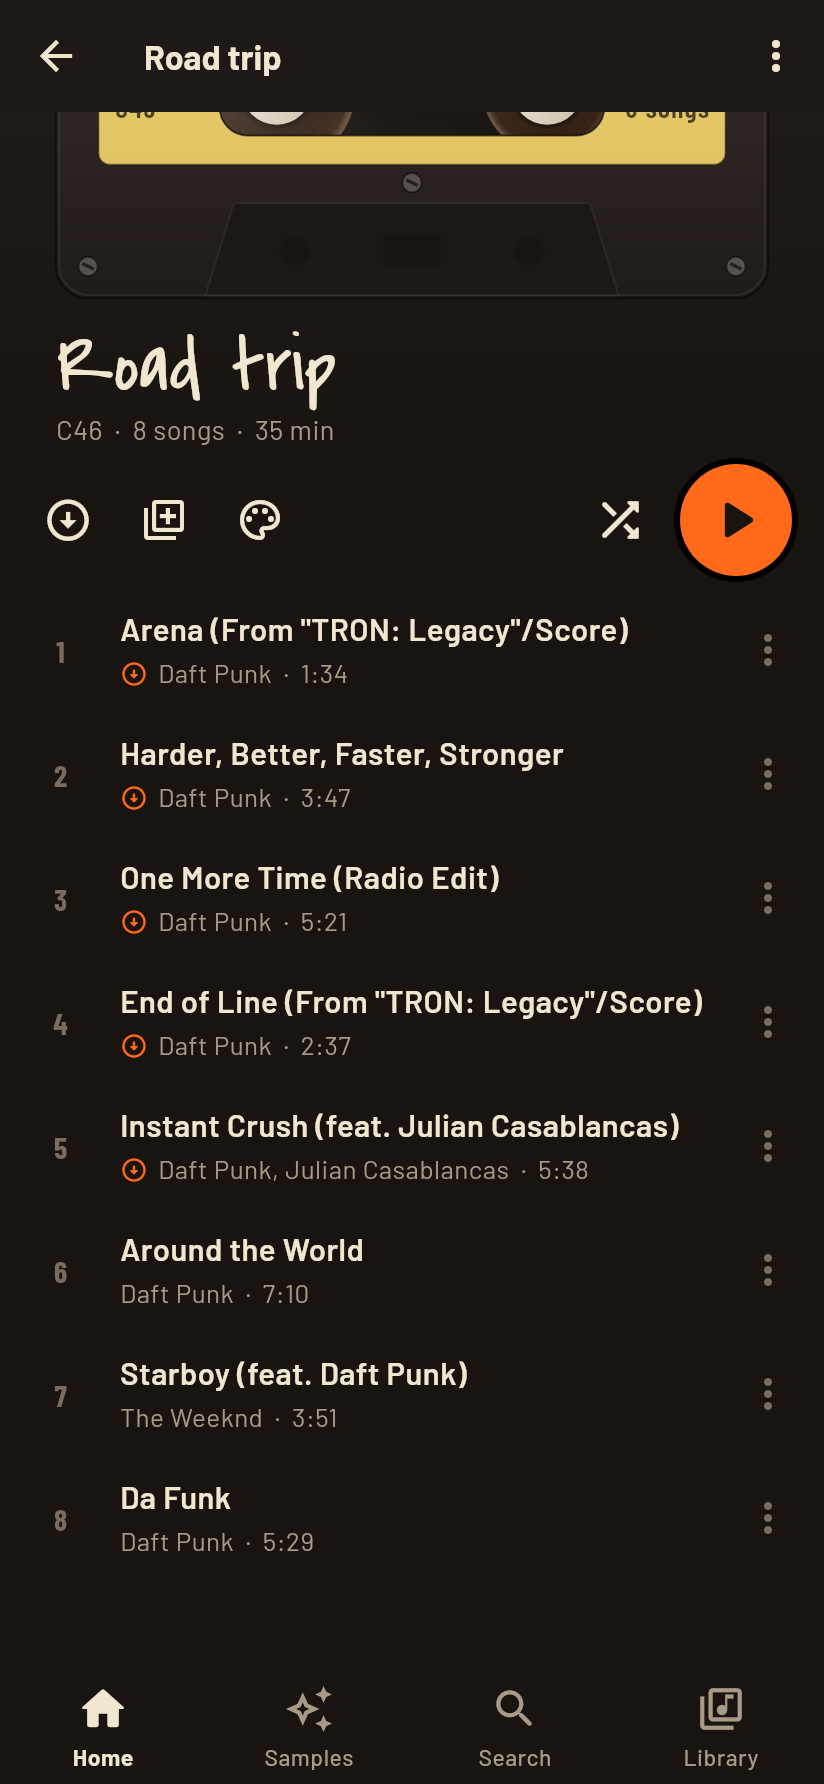 Road trip
Road trip
C46 · 8 songs · 35 min
1
Arena (From "TRON: Legacy"/Score)
Daft Punk · 1:34
2
Harder, Better, Faster, Stronger
Daft Punk · 3:47
3
One More Time (Radio Edit)
Daft Punk · 5:21
4
End of Line (From "TRON: Legacy"/Score)
Daft Punk · 2:37
5
Instant Crush (feat. Julian Casablancas)
Daft Punk, Julian Casablancas · 5:38
6
Around the World
Daft Punk · 7:10
7
Starboy (feat. Daft Punk)
The Weeknd · 3:51
8
Da Funk
Daft Punk · 5:29
Home
Samples
Search
Library